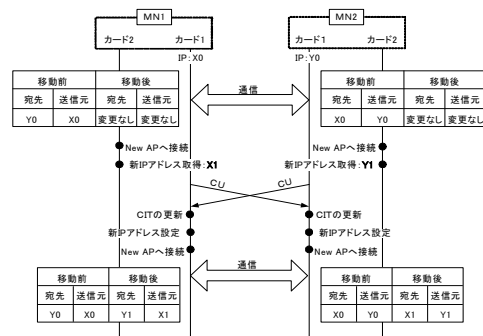 MN1 MN2
カード2 カード1 カード1 カード2
IP:X0 IP:Y0
移動前 移動後 移動前 移動後
宛先 送信元 宛先 送信元 宛先 送信元 宛先 送信元
Y0 X0 変更なし 変更なし X0 Y0 変更なし 変更なし
通信
New APへ接続 New APへ接続
新IPアドレス取得:X1 新IPアドレス取得:Y1
CU CU
CITの更新 CITの更新
新IPアドレス設定 新IPアドレス設定
New APへ接続 New APへ接続
通信
移動前 移動後 移動前 移動後
宛先 送信元 宛先 送信元 宛先 送信元 宛先 送信元
Y0 X0 Y1 X1 X0 Y0 X1 Y1